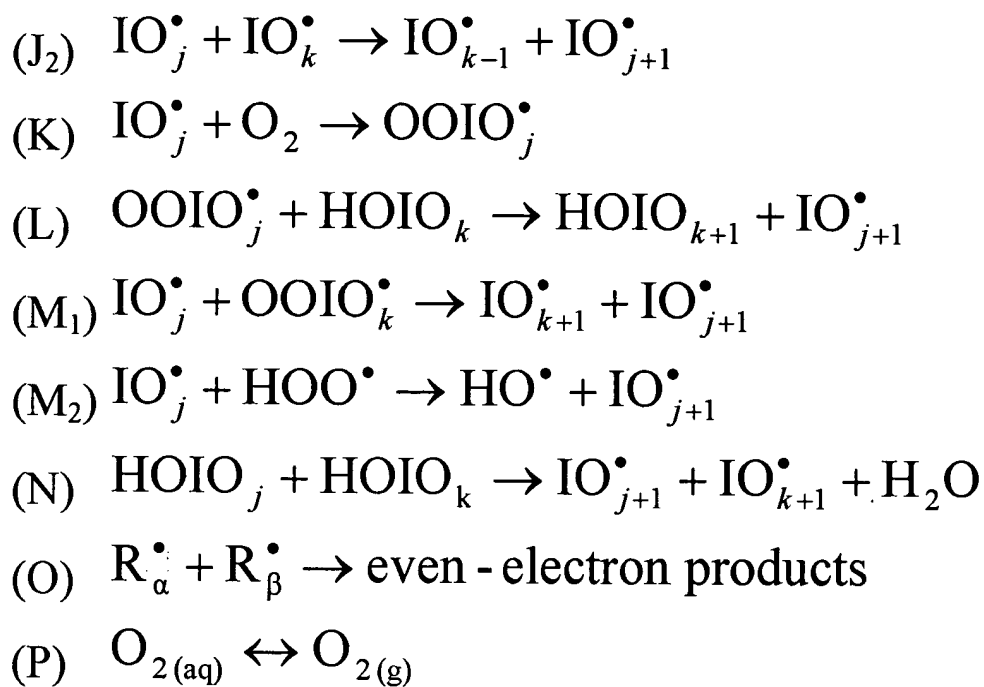 (J₂) IO•ⱼ + IO•ₖ → IO•ₖ₋₁ + IO•ⱼ₊₁
(K) IO•ⱼ + O₂ → OOIO•ⱼ
(L) OOIO•ⱼ + HOIOₖ → HOIOₖ₊₁ + IO•ⱼ₊₁
(M₁) IO•ⱼ + OOIO•ₖ → IO•ₖ₊₁ + IO•ⱼ₊₁
(M₂) IO•ⱼ + HOO• → HO• + IO•ⱼ₊₁
(N) HOIOⱼ + HOIOₖ → IO•ⱼ₊₁ + IO•ₖ₊₁ + H₂O
(O) R•α + R•β → even - electron products
(P) O₂(aq) ↔ O₂(g)